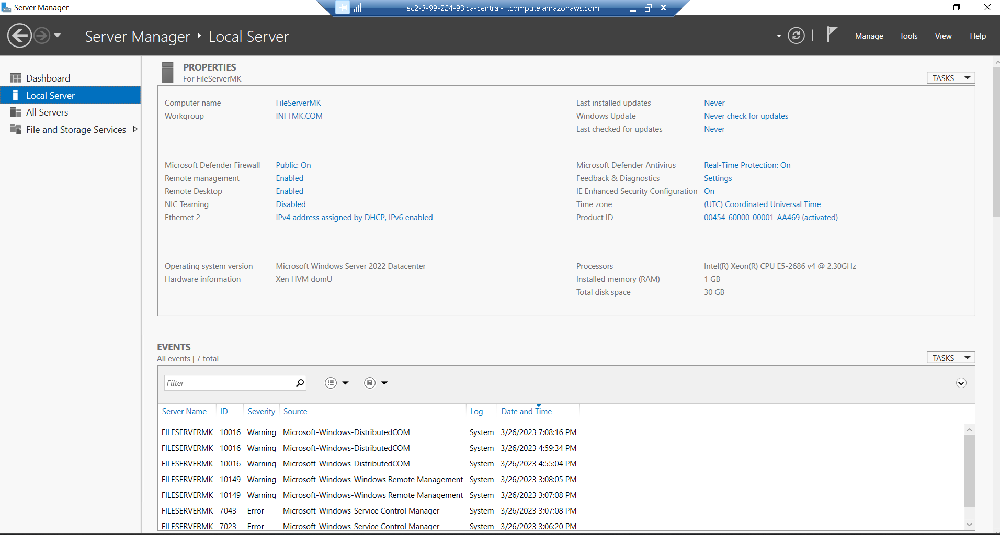 Server Manager
ec2-3-99-224-93.ca-central-1.compute.amazonaws.com
Server Manager ‣ Local Server
Manage Tools View Help
Dashboard
Local Server
All Servers
File and Storage Services
PROPERTIES
For FileServerMK
TASKS
Computer name FileServerMK Last installed updates Never
Workgroup INFTMK.COM Windows Update Never check for updates
Last checked for updates Never
Microsoft Defender Firewall Public: On Microsoft Defender Antivirus Real-Time Protection: On
Remote management Enabled Feedback & Diagnostics Settings
Remote Desktop Enabled IE Enhanced Security Configuration On
NIC Teaming Disabled Time zone (UTC) Coordinated Universal Time
Ethernet 2 IPv4 address assigned by DHCP, IPv6 enabled Product ID 00454-60000-00001-AA469 (activated)
Operating system version Microsoft Windows Server 2022 Datacenter Processors Intel(R) Xeon(R) CPU E5-2686 v4 @ 2.30GHz
Hardware information Xen HVM domU Installed memory (RAM) 1 GB
Total disk space 30 GB
EVENTS
All events | 7 total
TASKS
Filter
Server Name ID Severity Source Log Date and Time
FILESERVERMK 10016 Warning Microsoft-Windows-DistributedCOM System 3/26/2023 7:08:16 PM
FILESERVERMK 10016 Warning Microsoft-Windows-DistributedCOM System 3/26/2023 4:59:34 PM
FILESERVERMK 10016 Warning Microsoft-Windows-DistributedCOM System 3/26/2023 4:55:04 PM
FILESERVERMK 10149 Warning Microsoft-Windows-Windows Remote Management System 3/26/2023 3:08:05 PM
FILESERVERMK 10149 Warning Microsoft-Windows-Windows Remote Management System 3/26/2023 3:07:08 PM
FILESERVERMK 7043 Error Microsoft-Windows-Service Control Manager System 3/26/2023 3:07:08 PM
FILESERVERMK 7023 Error Microsoft-Windows-Service Control Manager System 3/26/2023 3:06:20 PM